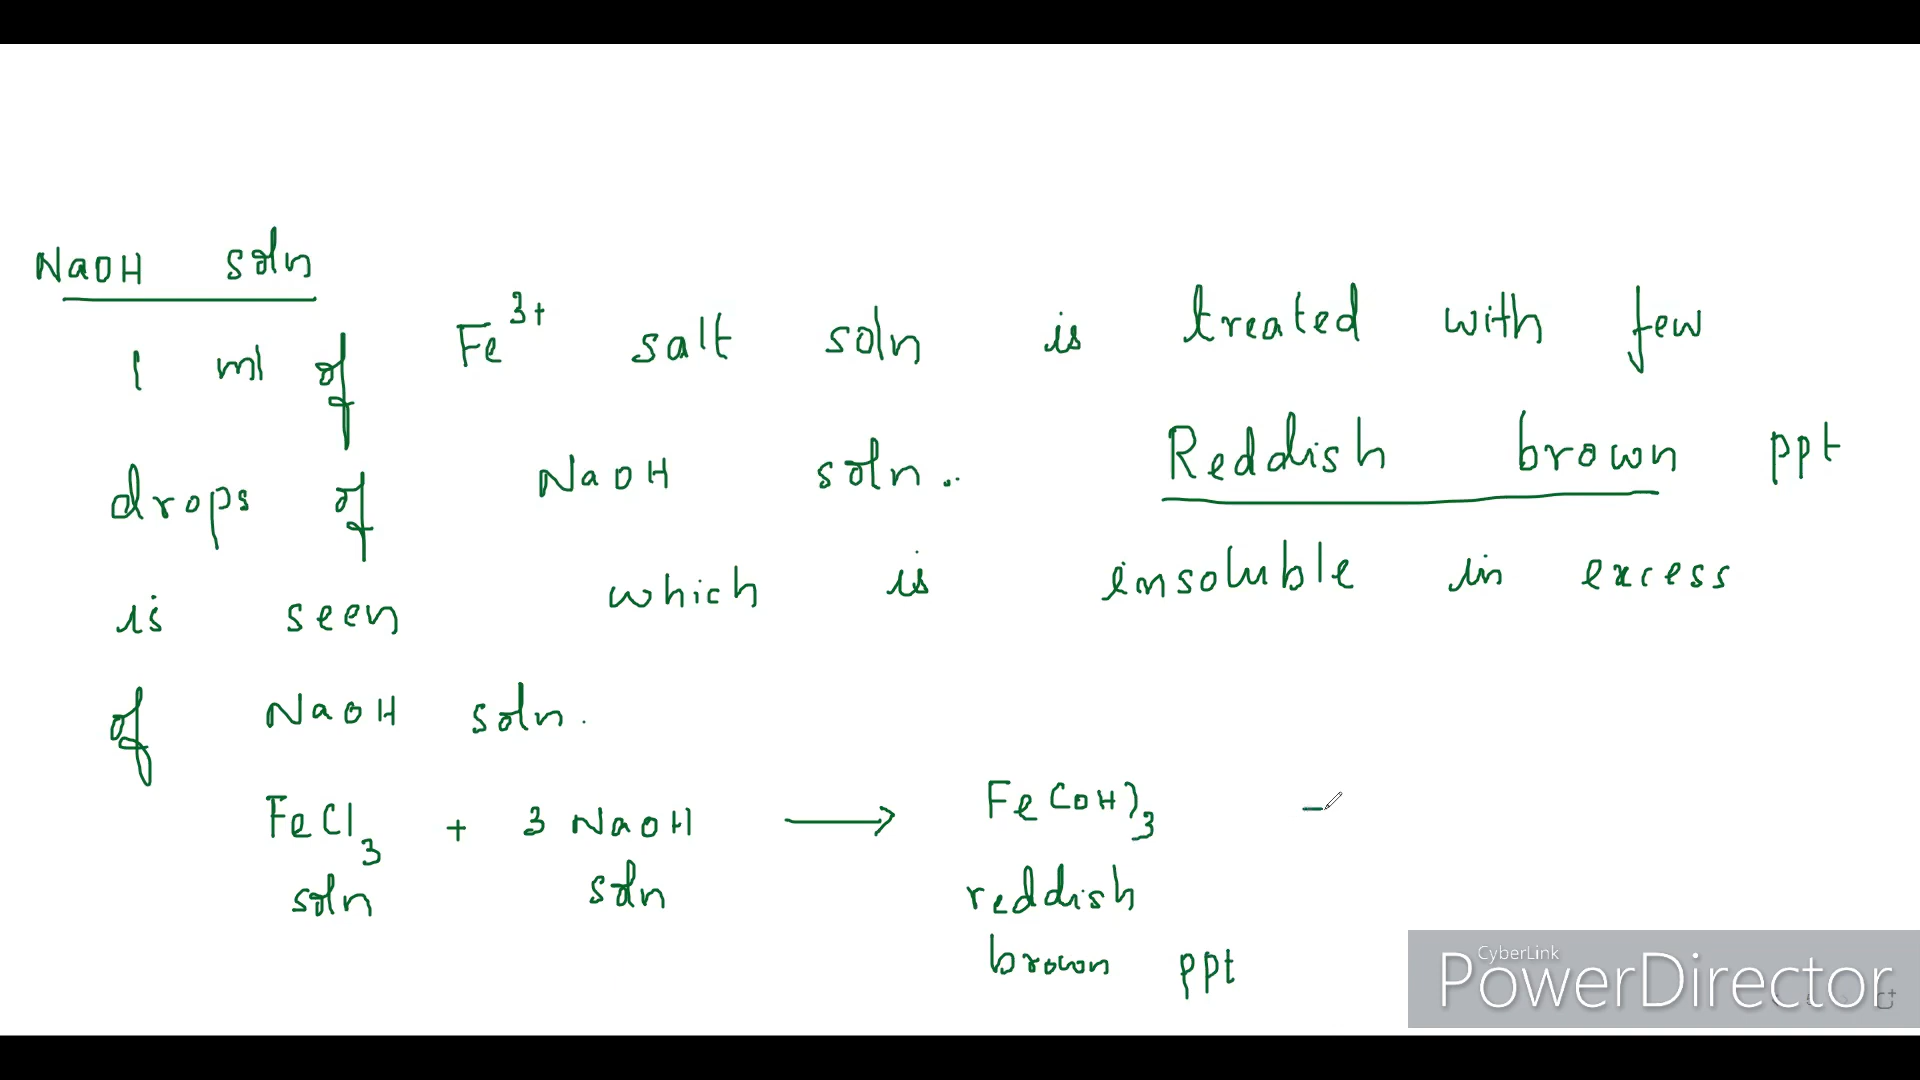 NaOH soln
1 ml of Fe³⁺ salt soln is treated with few
drops of NaOH soln.. Reddish brown ppt
is seen which is insoluble in excess
of NaOH soln.
FeCl₃ + 3 NaOH → Fe(OH)₃ –
soln soln reddish
brown ppt
CyberLink
PowerDirector